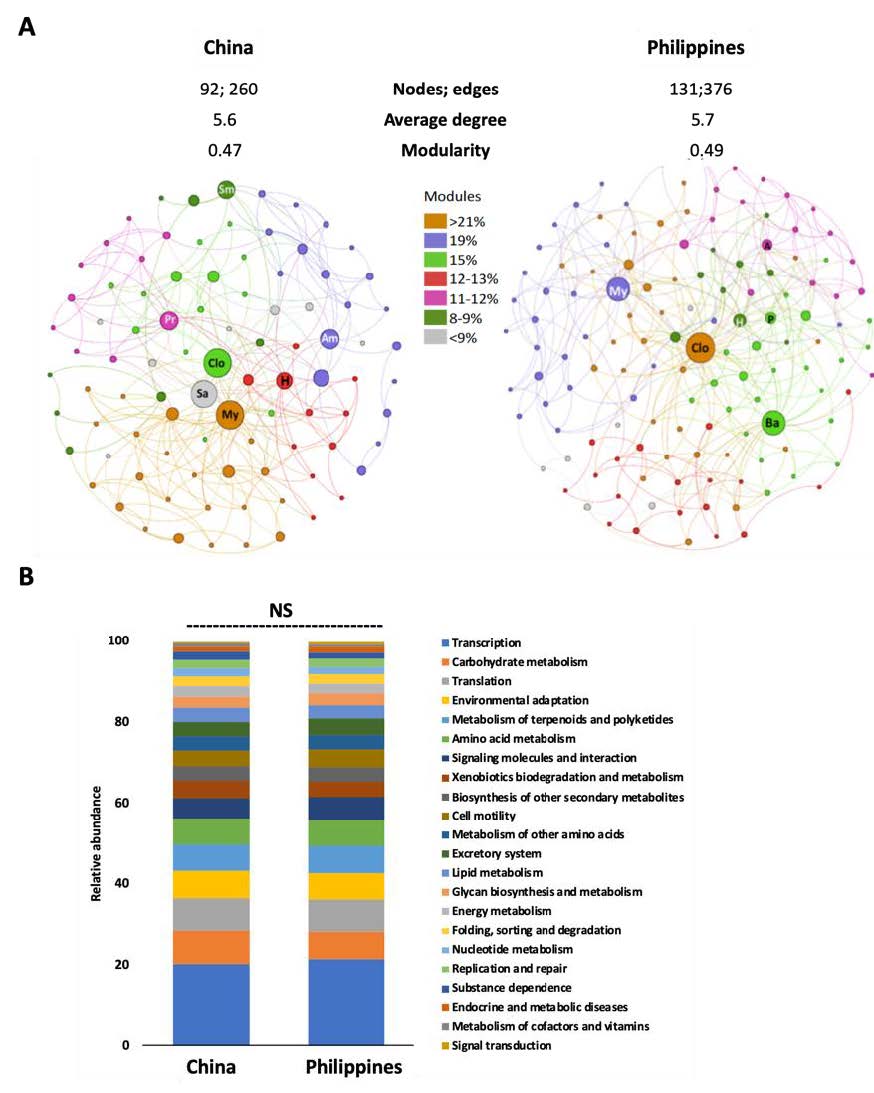 A
China
Philippines
92; 260
Nodes; edges
131;376
5.6
Average degree
5.7
0.47
Modularity
0.49
Modules
>21%
19%
15%
12-13%
11-12%
8-9%
<9%
Sm
Pr
Am
Clo
H
Sa
My
A
My
H
P
Clo
Ba
B
NS
Relative abundance
100
80
60
40
20
0
China
Philippines
Transcription
Carbohydrate metabolism
Translation
Environmental adaptation
Metabolism of terpenoids and polyketides
Amino acid metabolism
Signaling molecules and interaction
Xenobiotics biodegradation and metabolism
Biosynthesis of other secondary metabolites
Cell motility
Metabolism of other amino acids
Excretory system
Lipid metabolism
Glycan biosynthesis and metabolism
Energy metabolism
Folding, sorting and degradation
Nucleotide metabolism
Replication and repair
Substance dependence
Endocrine and metabolic diseases
Metabolism of cofactors and vitamins
Signal transduction